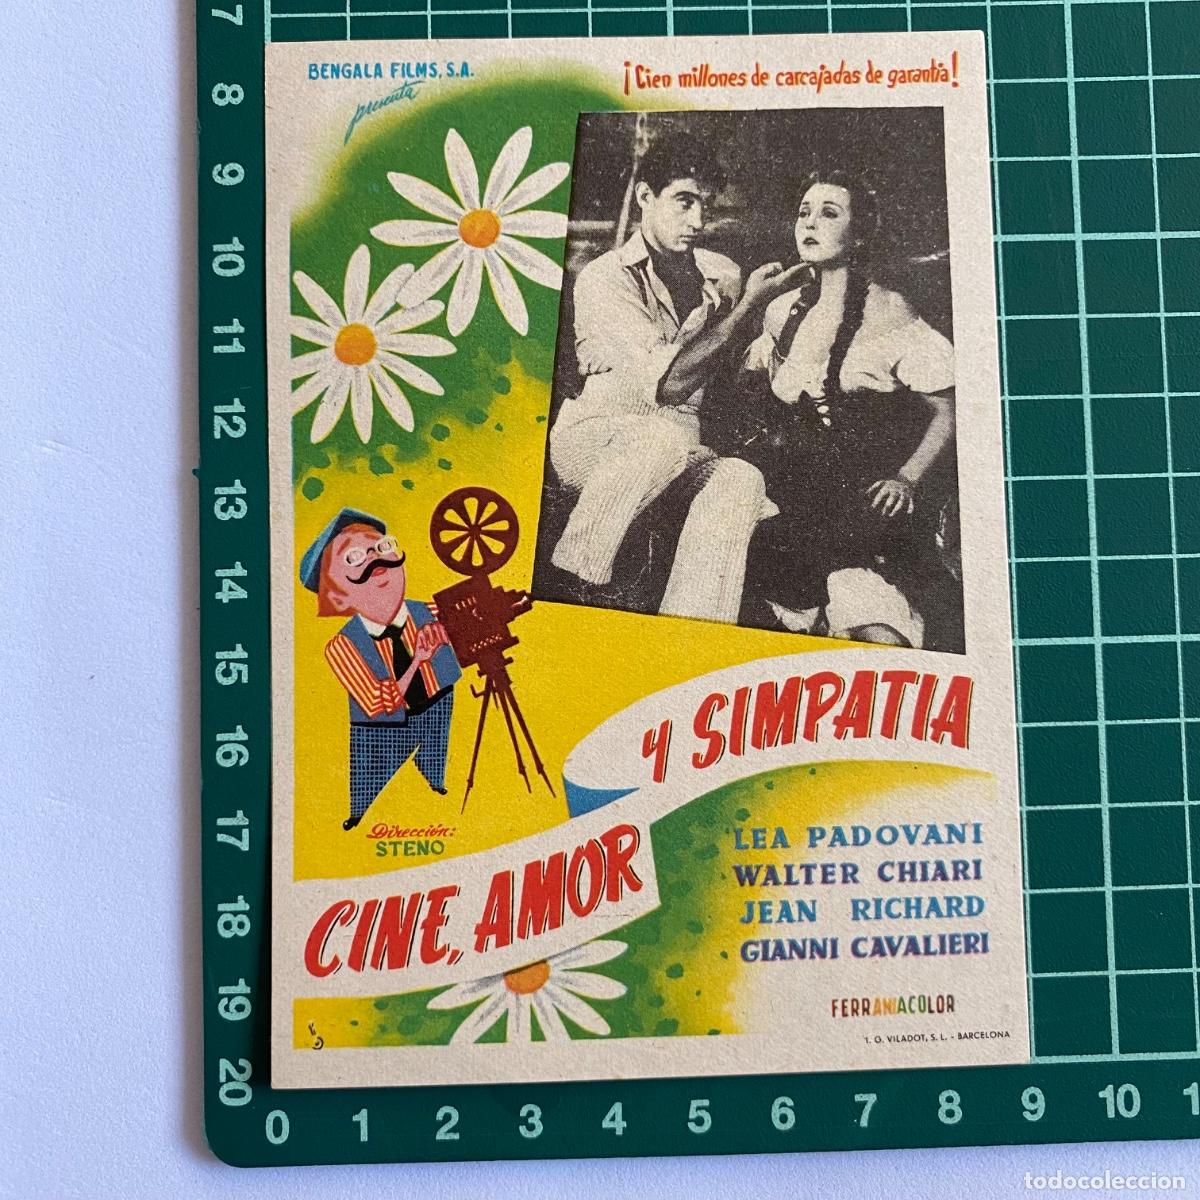 BENGALA FILMS, S.A.
presenta
¡Cien millones de carcajadas de garantia!
Dirección:
STENO
CINE, AMOR
y SIMPATIA
LEA PADOVANI
WALTER CHIARI
JEAN RICHARD
GIANNI CAVALIERI
FERRANIACOLOR
I. G. VILADOT, S. L. - BARCELONA
7
8
9
10
11
12
13
14
15
16
17
18
19
20
0 1 2 3 4 5 6 7 8 9 10
todocoleccion